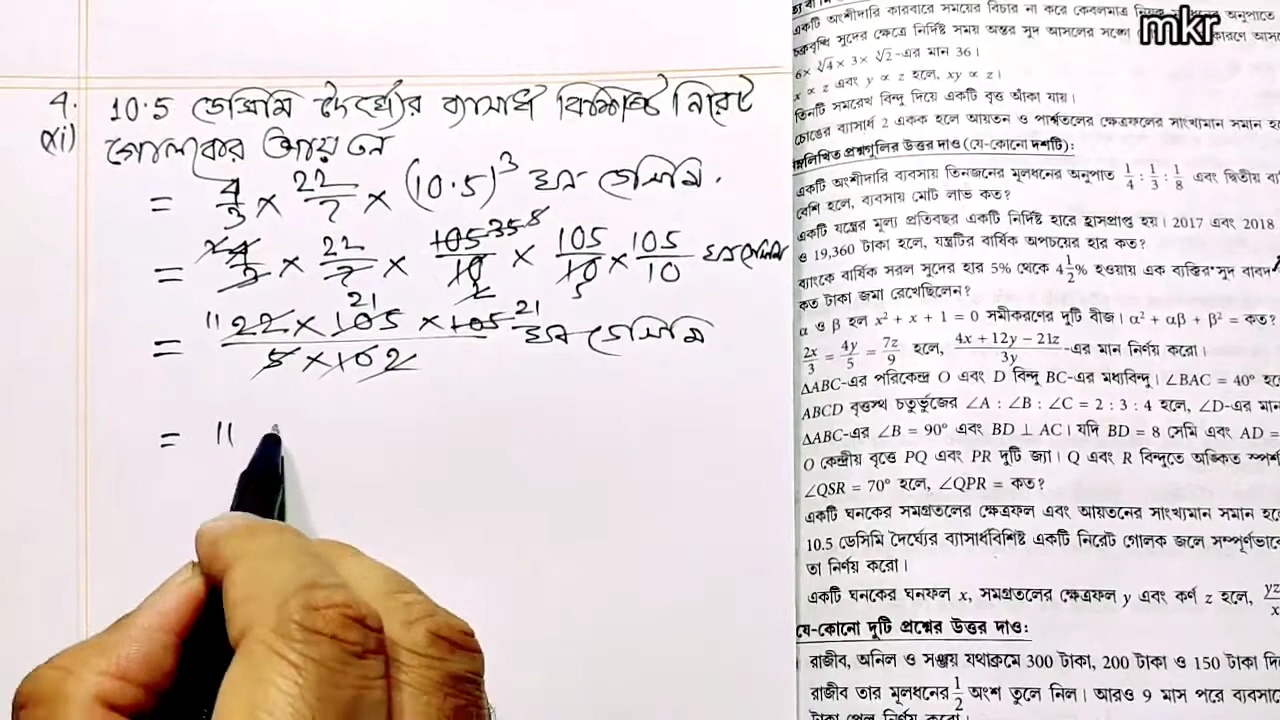 mkr
4. 10·5 ডেসিমি দৈর্ঘ্যের ব্যাসার্ধ বিশিষ্ট নিরেট
(xi) গোলকের আয়তন
= 4/3 × 22/7 × (10·5)³ ঘন ডেসিমি.
= 4/3 × 22/7 × 105 35 /10 2 × 105/10 5 × 105/10 ঘন ডেসিমি
= 11 22 × 105 21 × 105 21 / 5 × 10 2 ঘন ডেসিমি
= 11
একটি অংশীদারি কারবারে সময়ের বিচার না করে কেবলমাত্র
চক্রবৃদ্ধি সুদের ক্ষেত্রে নির্দিষ্ট সময় অন্তর সুদ আসলের সঙ্গে
6 × ∛4 × 3 × ∛2 -এর মান 36।
x ∝ z এবং y ∝ z হলে, xy ∝ z।
তিনটি সমরেখ বিন্দু দিয়ে একটি বৃত্ত আঁকা যায়।
চোঙের ব্যাসার্ধ 2 একক হলে আয়তন ও পার্শ্বতলের ক্ষেত্রফলের সাংখ্যমান সমান
ম্নলিখিত প্রশ্নগুলির উত্তর দাও (যে-কোনো দশটি):
একটি অংশীদারি ব্যবসায় তিনজনের মূলধনের অনুপাত 1/4 : 1/3 : 1/8 এবং দ্বিতীয়
বেশি হলে, ব্যবসায় মোট লাভ কত?
একটি যন্ত্রের মূল্য প্রতিবছর একটি নির্দিষ্ট হারে হ্রাসপ্রাপ্ত হয়। 2017 এবং 2018
ও 19,360 টাকা হলে, যন্ত্রটির বার্ষিক অপচয়ের হার কত?
ব্যাংকে বার্ষিক সরল সুদের হার 5% থেকে 4 1/2% হওয়ায় এক ব্যক্তির সুদ বাবদ
কত টাকা জমা রেখেছিলেন?
α ও β হল x² + x + 1 = 0 সমীকরণের দুটি বীজ। α² + αβ + β² = কত?
2x/3 = 4y/5 = 7z/9 হলে, (4x + 12y − 21z)/3y -এর মান নির্ণয় করো।
△ABC-এর পরিকেন্দ্র O এবং D বিন্দু BC-এর মধ্যবিন্দু। ∠BAC = 40° হলে
ABCD বৃত্তস্থ চতুর্ভুজের ∠A : ∠B : ∠C = 2 : 3 : 4 হলে, ∠D-এর মান
△ABC-এর ∠B = 90° এবং BD ⊥ AC। যদি BD = 8 সেমি এবং AD =
O কেন্দ্রীয় বৃত্তে PQ এবং PR দুটি জ্যা। Q এবং R বিন্দুতে অঙ্কিত
∠QSR = 70° হলে, ∠QPR = কত?
একটি ঘনকের সমগ্রতলের ক্ষেত্রফল এবং আয়তনের সাংখ্যমান সমান
10.5 ডেসিমি দৈর্ঘ্যের ব্যাসার্ধবিশিষ্ট একটি নিরেট গোলক জলে
তা নির্ণয় করো।
একটি ঘনকের ঘনফল x, সমগ্রতলের ক্ষেত্রফল y এবং কর্ণ z হলে, yz/x
যে-কোনো দুটি প্রশ্নের উত্তর দাও:
রাজীব, অনিল ও সঞ্জয় যথাক্রমে 300 টাকা, 200 টাকা ও 150 টাকা
রাজীব তার মূলধনের 1/2 অংশ তুলে নিল। আরও 9 মাস পরে